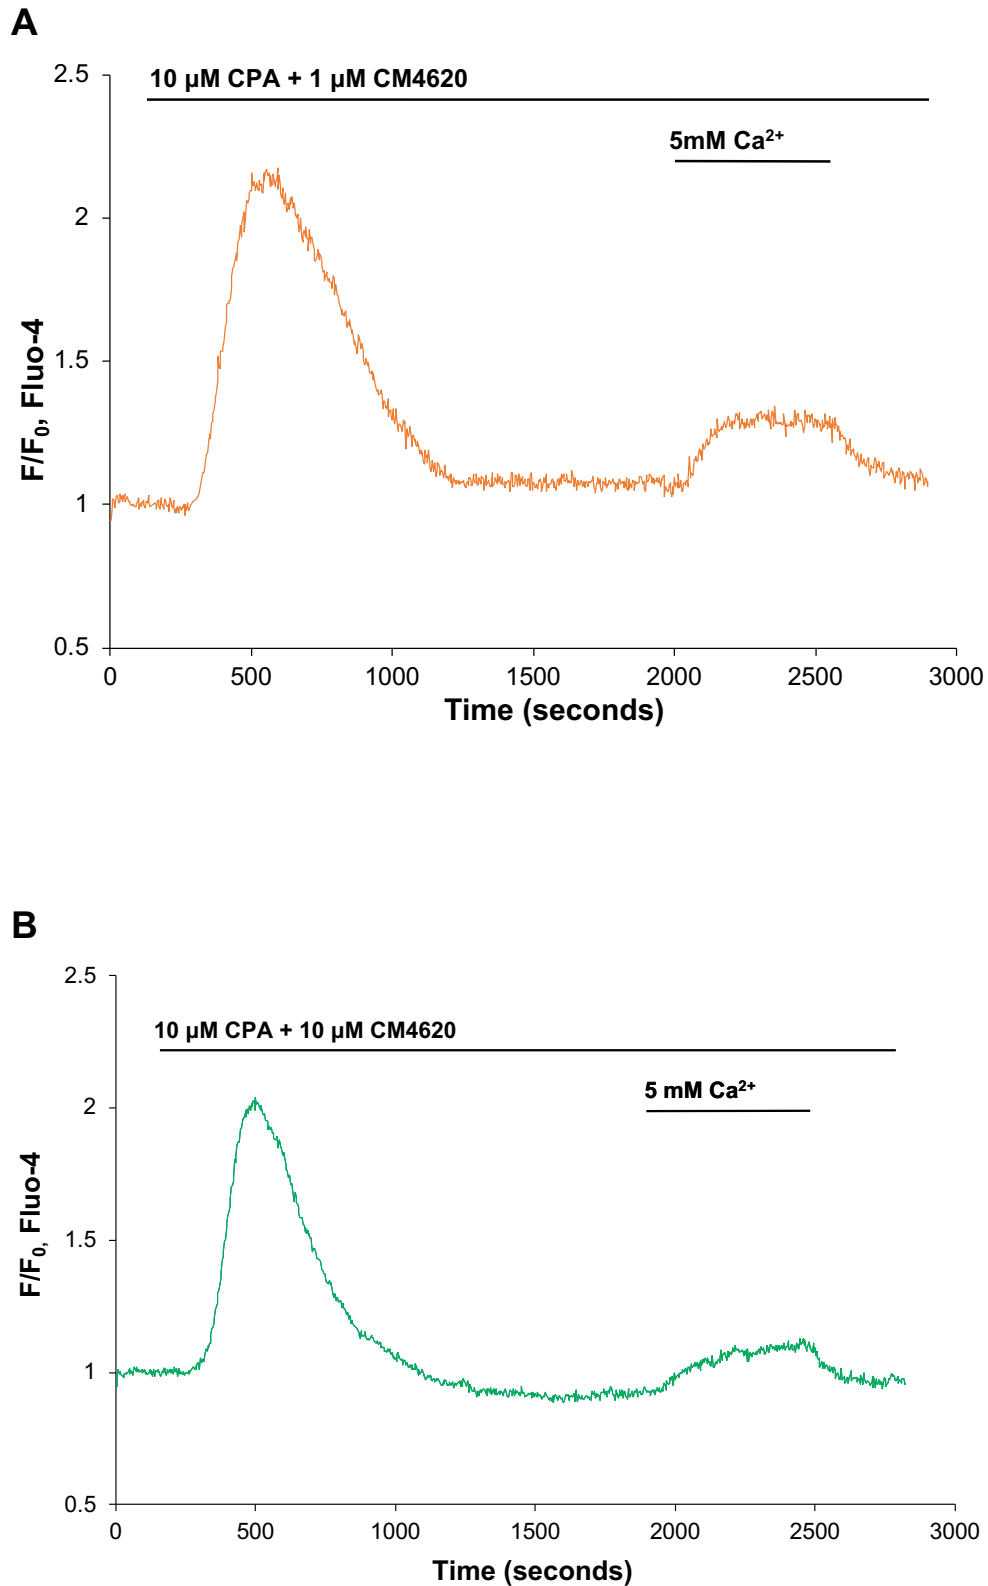 A
10 µM CPA + 1 µM CM4620
5mM Ca²⁺
2.5
2
1.5
1
0.5
F/F₀, Fluo-4
0 500 1000 1500 2000 2500 3000
Time (seconds)
B
10 µM CPA + 10 µM CM4620
5 mM Ca²⁺
2.5
2
1.5
1
0.5
F/F₀, Fluo-4
0 500 1000 1500 2000 2500 3000
Time (seconds)